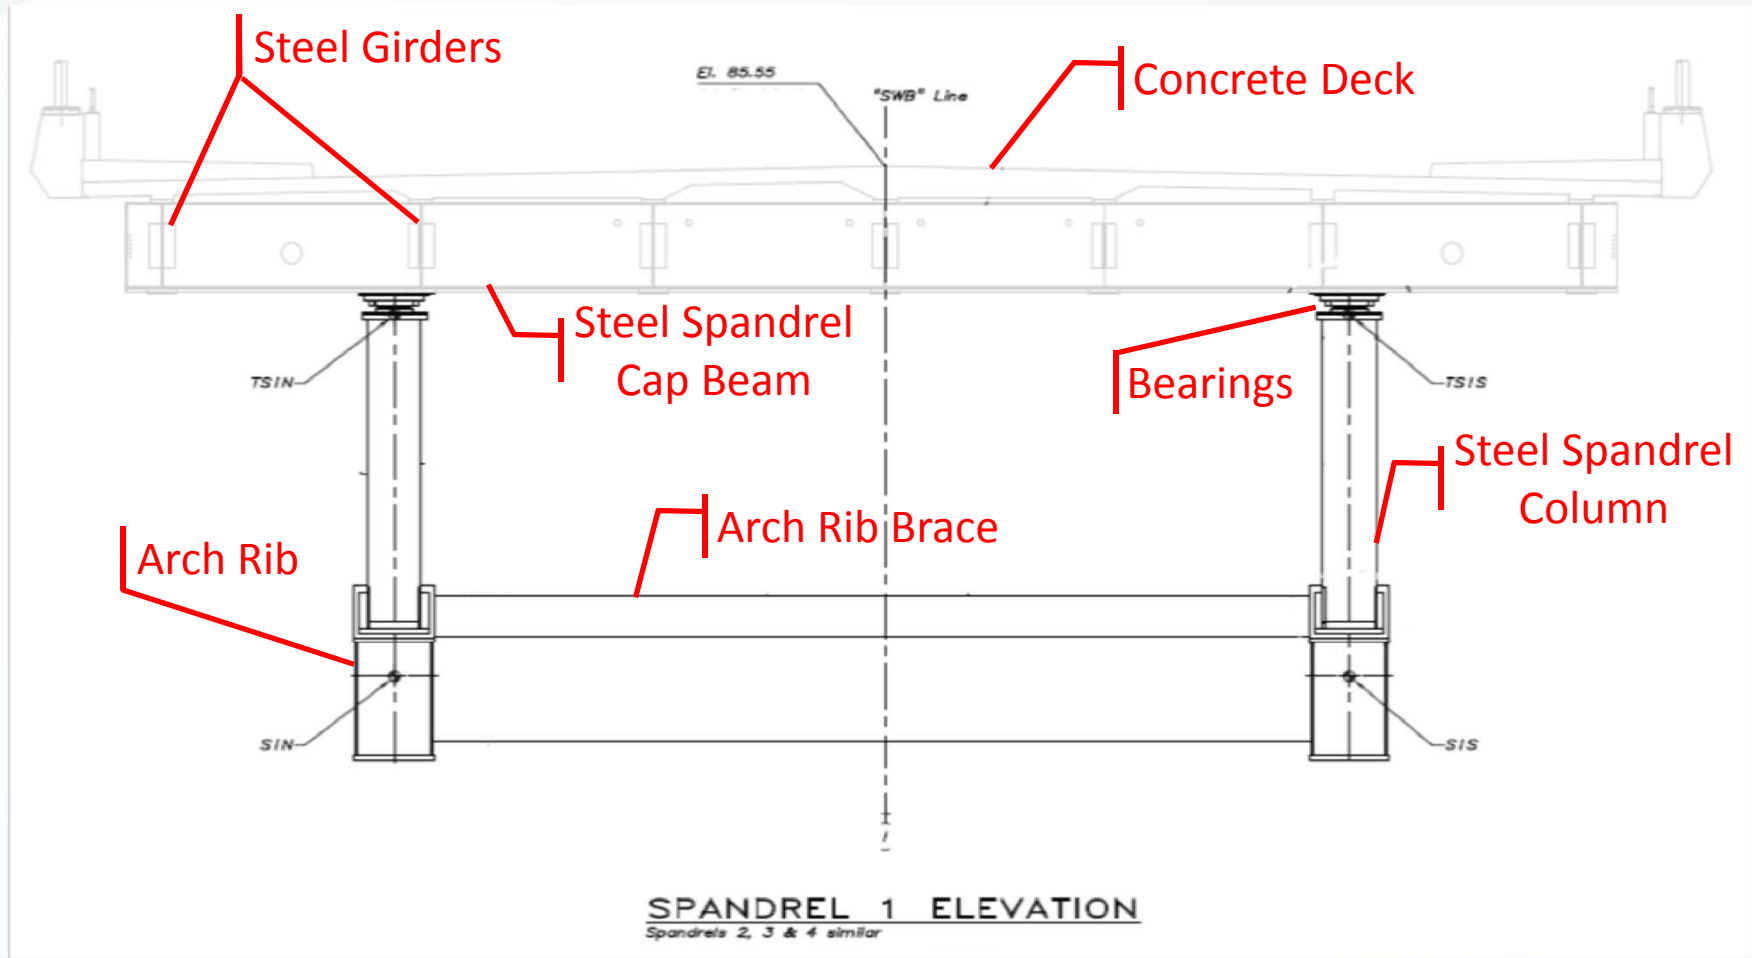 Steel Girders
El. 85.55
"SWB" Line
Concrete Deck
Steel Spandrel
Cap Beam
TSIN
Bearings
TSIS
Steel Spandrel
Column
Arch Rib Brace
Arch Rib
SIN
SIS
SPANDREL 1 ELEVATION
Spandrels 2, 3 & 4 similar